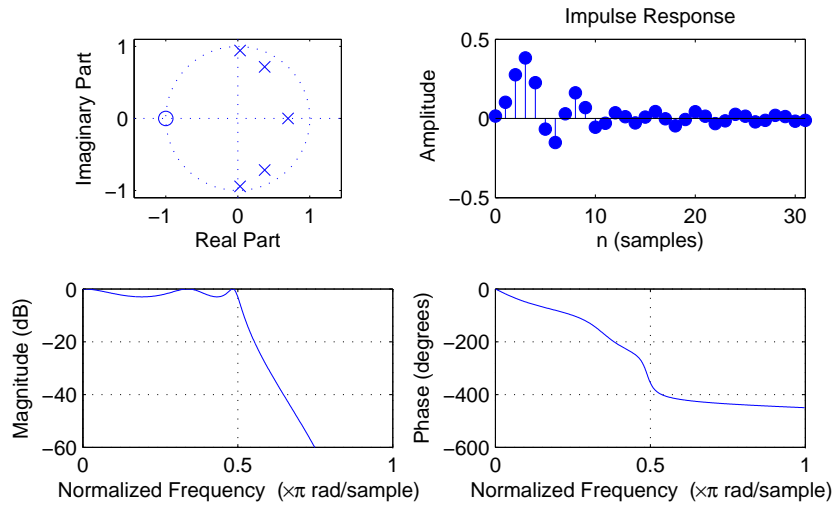 1
0
−1
Imaginary Part
−1 0 1
Real Part
Impulse Response
0.5
0
−0.5
Amplitude
0 10 20 30
n (samples)
0
−20
−40
−60
Magnitude (dB)
0 0.5 1
Normalized Frequency (×π rad/sample)
0
−200
−400
−600
Phase (degrees)
0 0.5 1
Normalized Frequency (×π rad/sample)